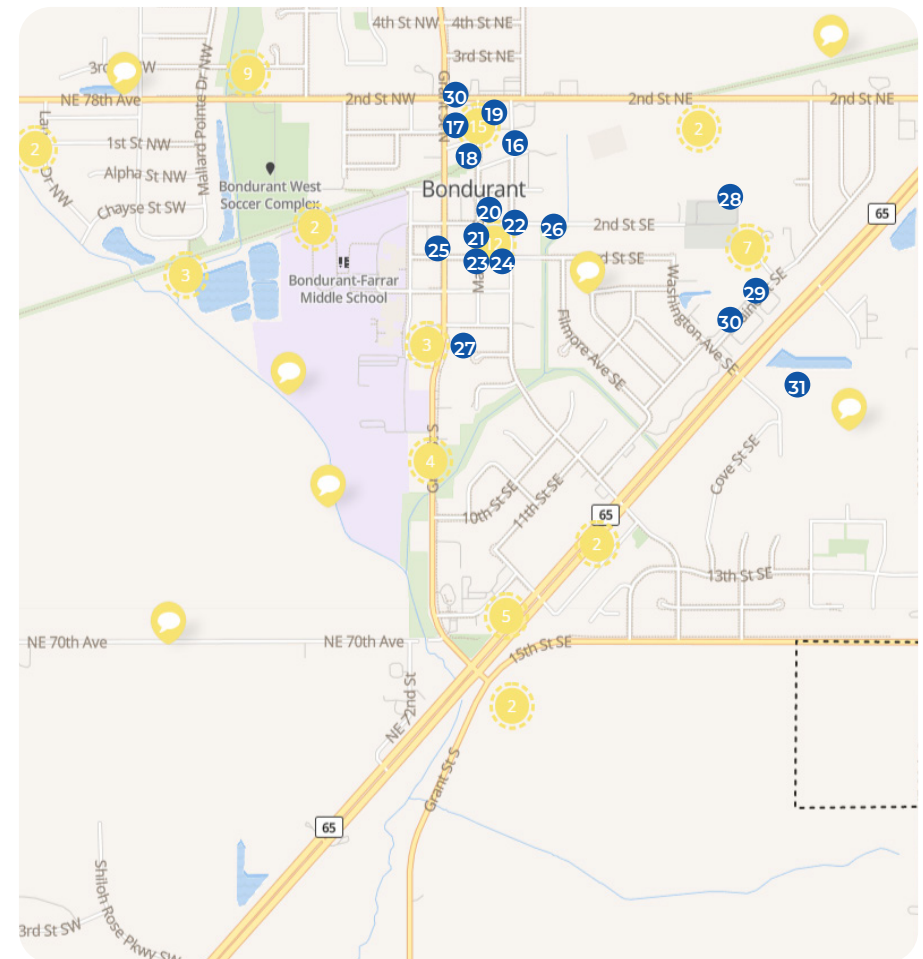 4th St NW
4th St NE
3rd St NE
9
NE 78th Ave
2nd St NW
30
2nd St NE
2nd St NE
19
17
15
2
16
1st St NW
2
18
Mallard Pointe Dr NW
Alpha St NW
Bondurant West
Soccer Complex
Bondurant
28
Chayse St SW
20
22
65
2
26
2nd St SE
21
25
7
3
23
24
Bondurant-Farrar
Middle School
29
Washington Ave SE
30
3
27
Filmore Ave SE
31
4
10th St SE
11th St SE
Cove St SE
65
2
13th St SE
5
NE 70th Ave
NE 70th Ave
15th St SE
NE 72nd St
2
Grant St S
65
Shiloh Rose Pkwy SW
3rd St SW